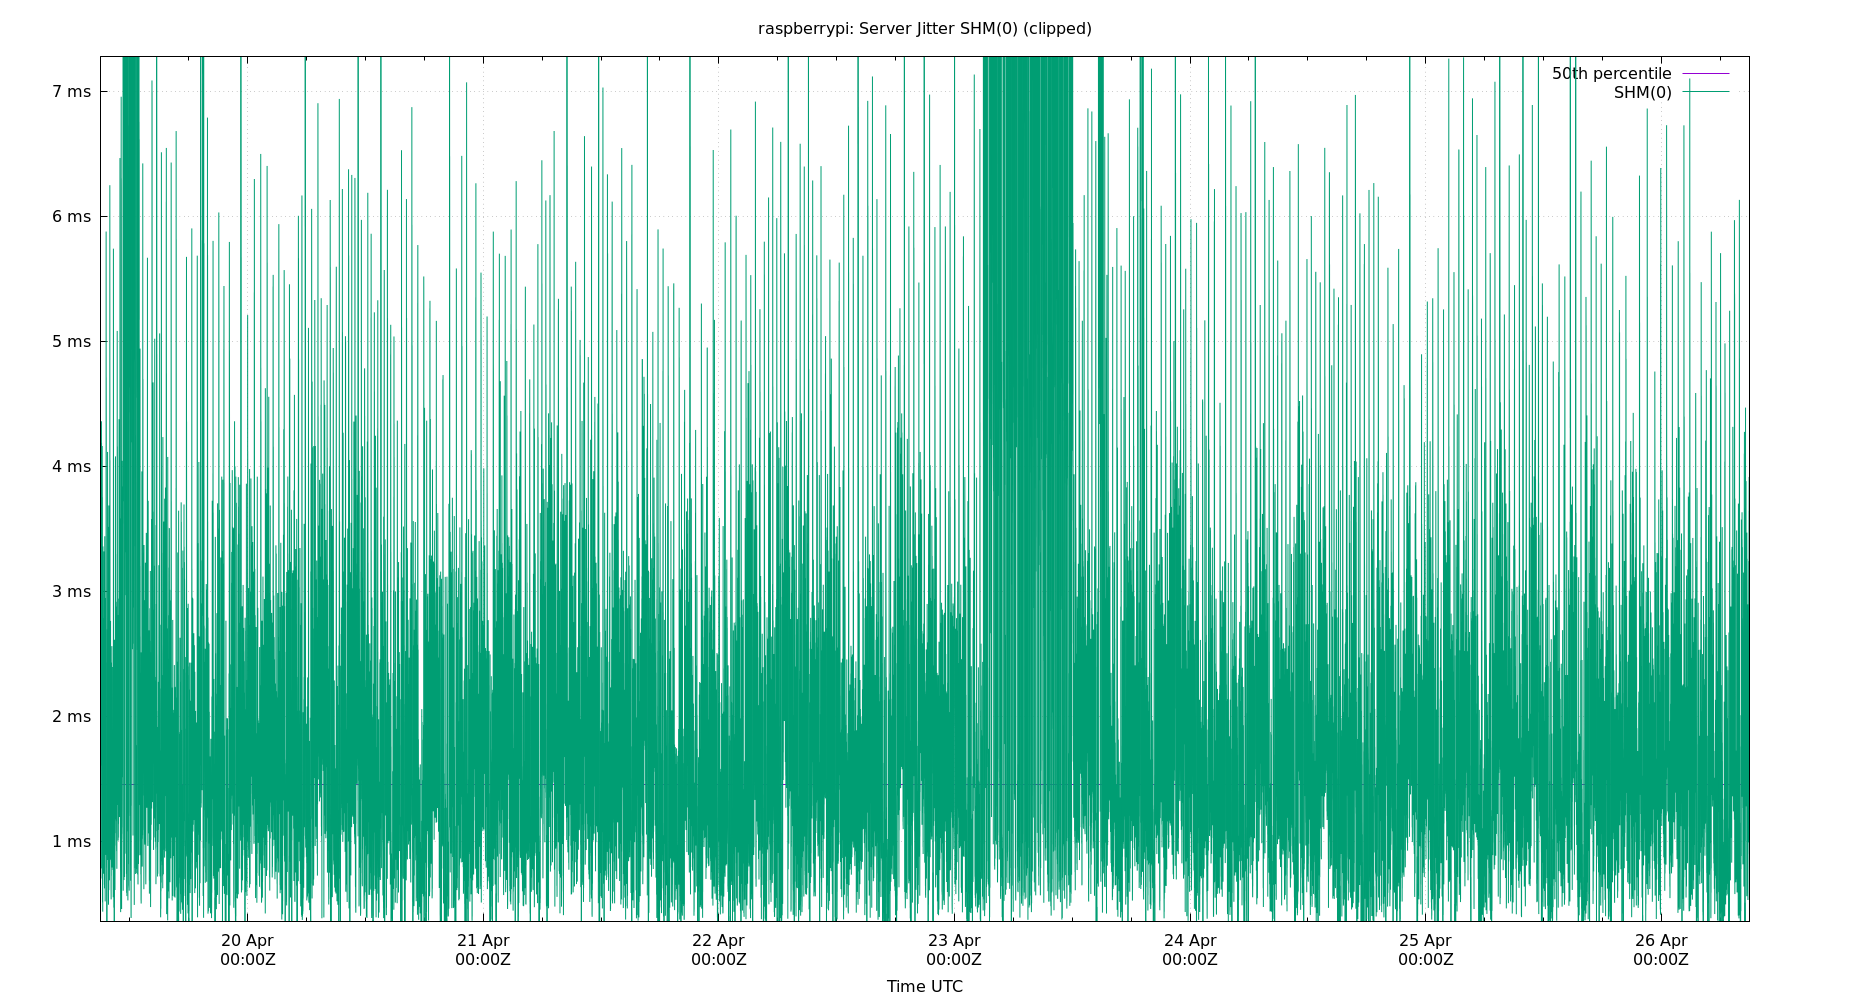 raspberrypi: Server Jitter SHM(0) (clipped)
50th percentile
SHM(0)
7 ms
6 ms
5 ms
4 ms
3 ms
2 ms
1 ms
20 Apr 21 Apr 22 Apr 23 Apr 24 Apr 25 Apr 26 Apr
00:00Z 00:00Z 00:00Z 00:00Z 00:00Z 00:00Z 00:00Z
Time UTC